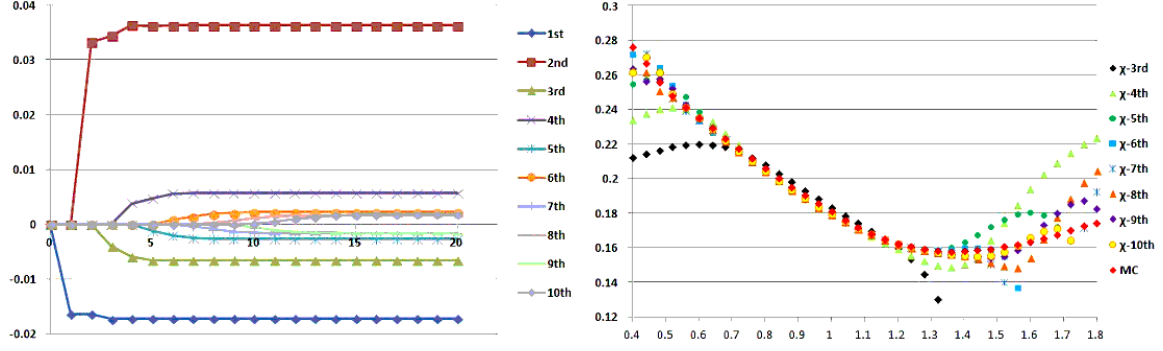 0.04
0.03
0.02
0.01
0
-0.01
-0.02
0 5 10 15 20
1st
2nd
3rd
4th
5th
6th
7th
8th
9th
10th
0.3
0.28
0.26
0.24
0.22
0.2
0.18
0.16
0.14
0.12
0.4 0.5 0.6 0.7 0.8 0.9 1 1.1 1.2 1.3 1.4 1.5 1.6 1.7 1.8
χ-3rd
χ-4th
χ-5th
χ-6th
χ-7th
χ-8th
χ-9th
χ-10th
MC